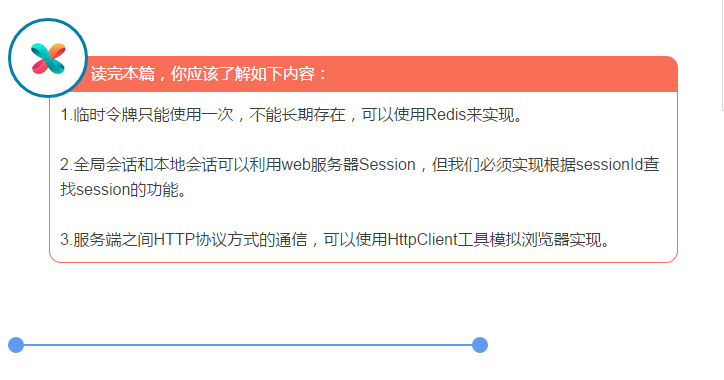 读完本篇，你应该了解如下内容：
1.临时令牌只能使用一次，不能长期存在，可以使用Redis来实现。
2.全局会话和本地会话可以利用web服务器Session，但我们必须实现根据sessionId查
找session的功能。
3.服务端之间HTTP协议方式的通信，可以使用HttpClient工具模拟浏览器实现。